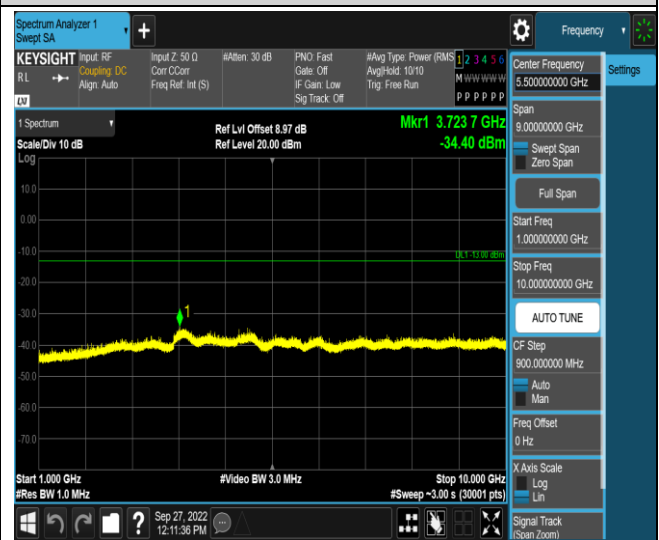 Spectrum Analyzer 1
Swept SA
+
Frequency
KEYSIGHT
RL
LXI
Input: RF
Coupling: DC
Align: Auto
Input Z: 50 Ω
Corr CCorr
Freq Ref: Int (S)
#Atten: 30 dB
PNO: Fast
Gate: Off
IF Gain: Low
Sig Track: Off
#Avg Type: Power (RMS
Avg|Hold: 10/10
Trig: Free Run
1 2 3 4 5 6
M W W W W W
P P P P P P
1 Spectrum
Scale/Div 10 dB
Ref Lvl Offset 8.97 dB
Ref Level 20.00 dBm
Mkr1 3.723 7 GHz
-34.40 dBm
Log
10.0
0.00
-10.0
DL1 -13.00 dBm
-20.0
-30.0
1
-40.0
-50.0
-60.0
-70.0
Start 1.000 GHz
#Res BW 1.0 MHz
#Video BW 3.0 MHz
Stop 10.000 GHz
#Sweep ~3.00 s (30001 pts)
Sep 27, 2022
12:11:36 PM
?
Center Frequency
5.500000000 GHz
Settings
Span
9.00000000 GHz
Swept Span
Zero Span
Full Span
Start Freq
1.000000000 GHz
Stop Freq
10.000000000 GHz
AUTO TUNE
CF Step
900.000000 MHz
Auto
Man
Freq Offset
0 Hz
X Axis Scale
Log
Lin
Signal Track
(Span Zoom)